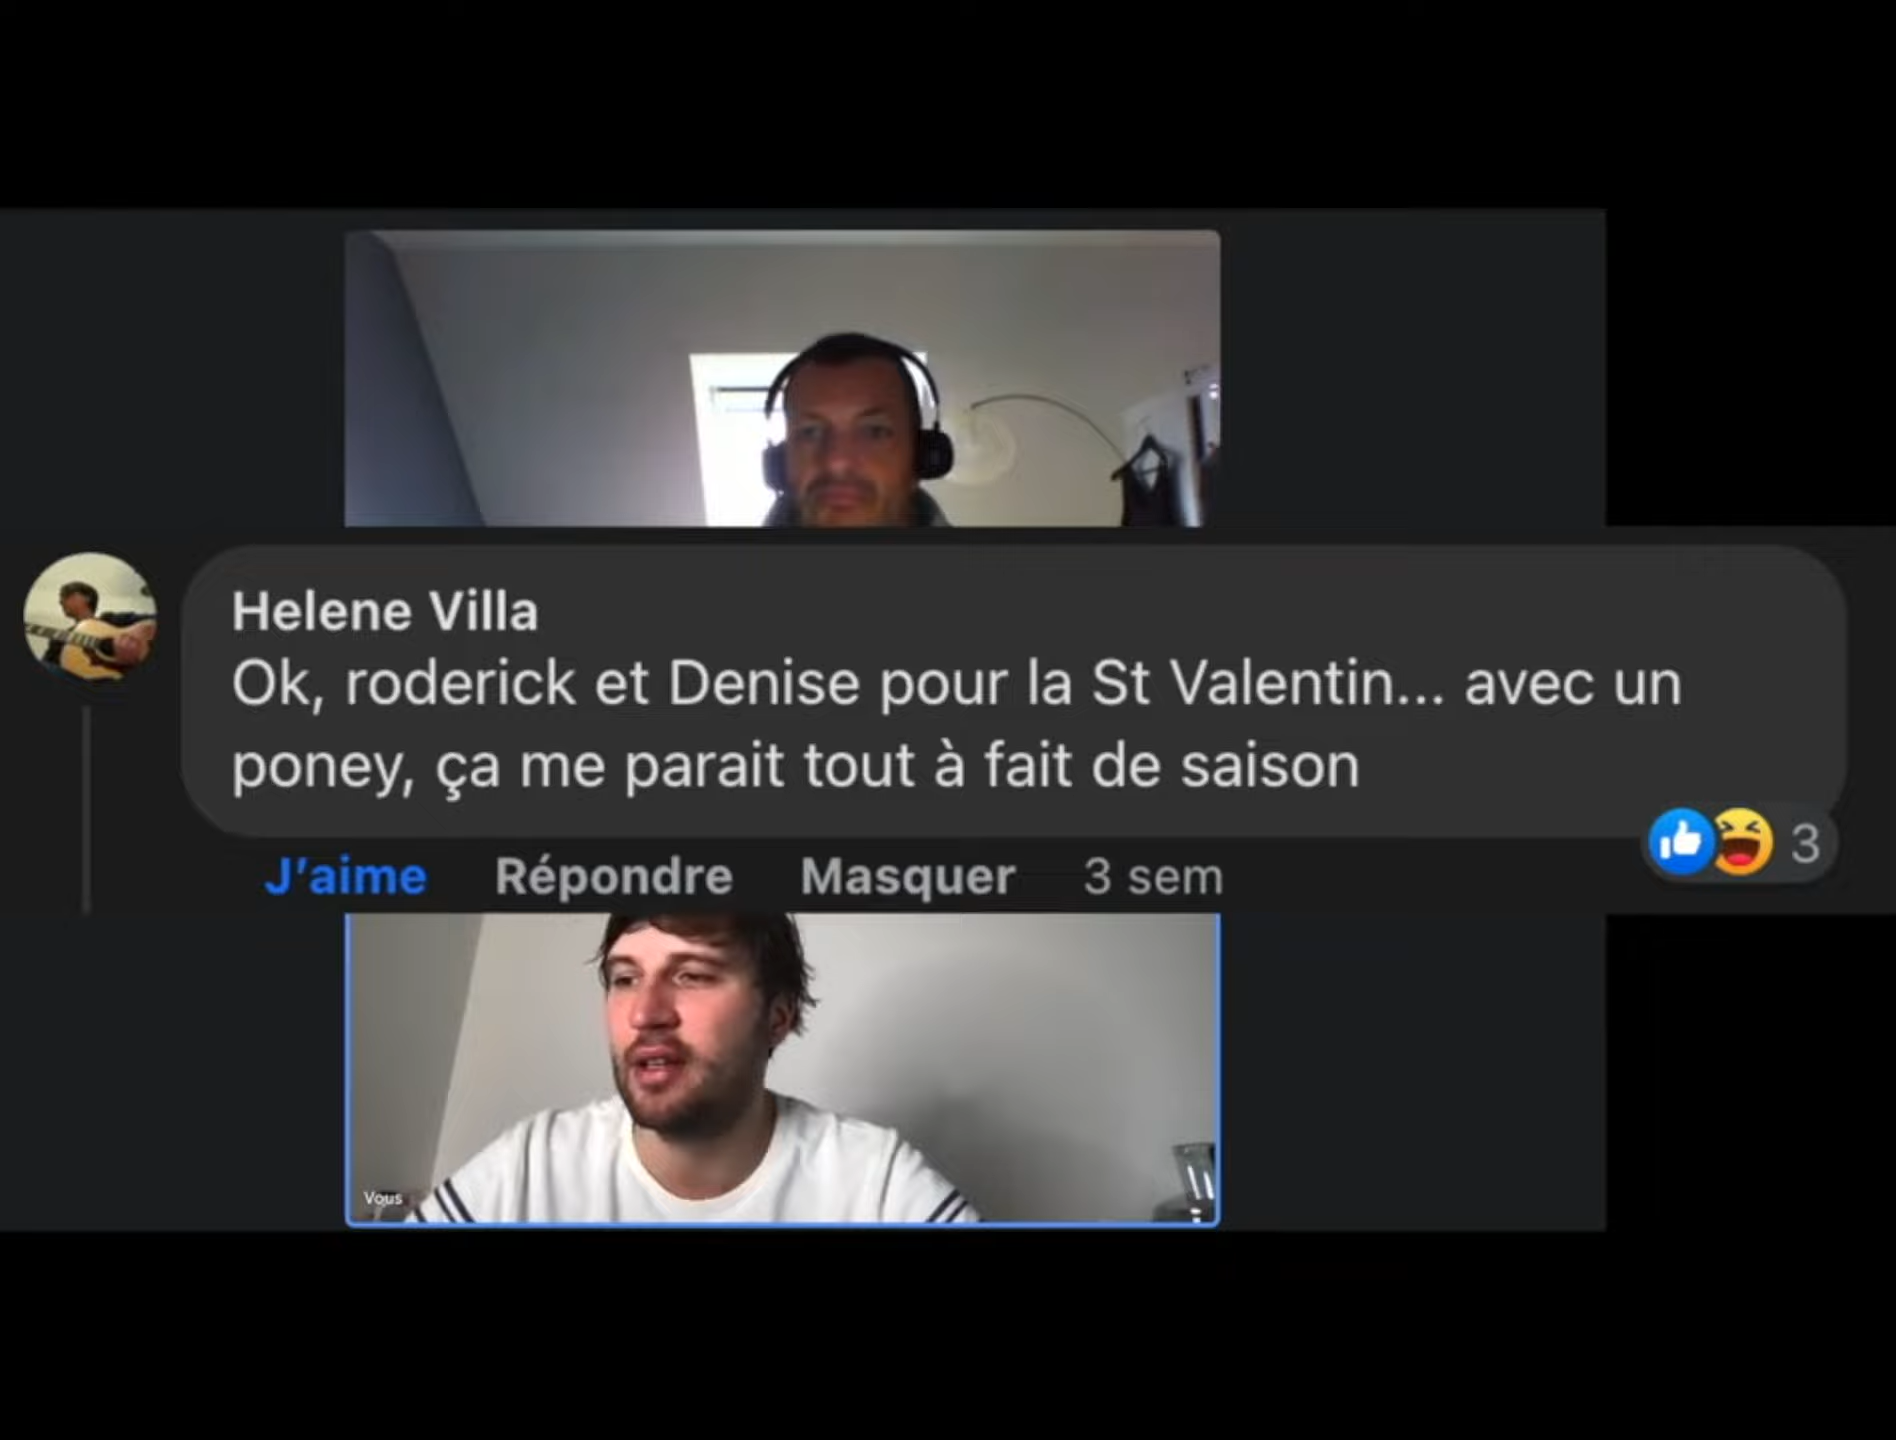 Helene Villa
Ok, roderick et Denise pour la St Valentin... avec un
poney, ça me parait tout à fait de saison
3
J'aime Répondre Masquer 3 sem
Vous